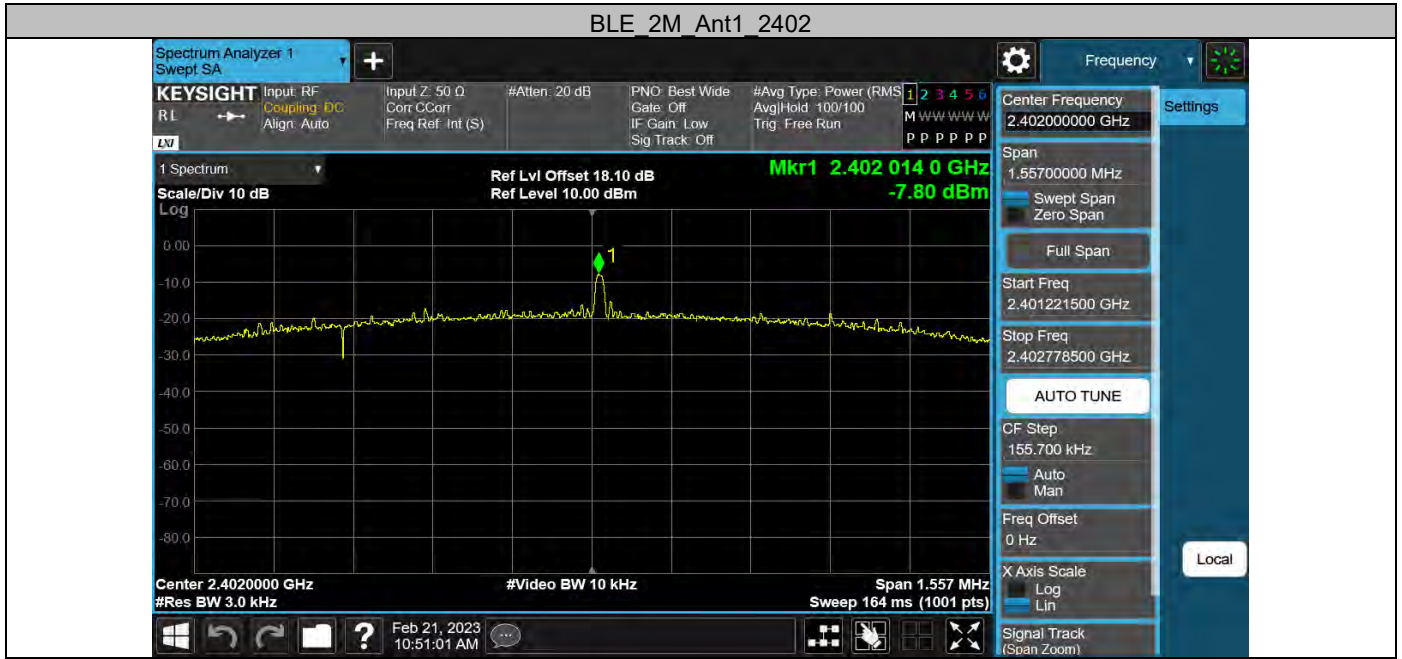 BLE_2M_Ant1_2402
Spectrum Analyzer 1
Swept SA
+
Frequency
KEYSIGHT
RL
LXI
Input: RF
Coupling: DC
Align: Auto
Input Z: 50 Ω
Corr CCorr
Freq Ref: Int (S)
#Atten: 20 dB
PNO: Best Wide
Gate: Off
IF Gain: Low
Sig Track: Off
#Avg Type: Power (RMS
Avg|Hold: 100/100
Trig: Free Run
1 2 3 4 5 6
M W W W W W
P P P P P P
Center Frequency
2.402000000 GHz
Settings
Span
1.55700000 MHz
Swept Span
Zero Span
Full Span
Start Freq
2.401221500 GHz
Stop Freq
2.402778500 GHz
AUTO TUNE
CF Step
155.700 kHz
Auto
Man
Freq Offset
0 Hz
X Axis Scale
Log
Lin
Signal Track
(Span Zoom)
Local
1 Spectrum
Scale/Div 10 dB
Ref Lvl Offset 18.10 dB
Ref Level 10.00 dBm
Mkr1 2.402 014 0 GHz
-7.80 dBm
Log
0.00
1
-10.0
-20.0
-30.0
-40.0
-50.0
-60.0
-70.0
-80.0
Center 2.4020000 GHz
#Video BW 10 kHz
Span 1.557 MHz
#Res BW 3.0 kHz
Sweep 164 ms (1001 pts)
?
Feb 21, 2023
10:51:01 AM